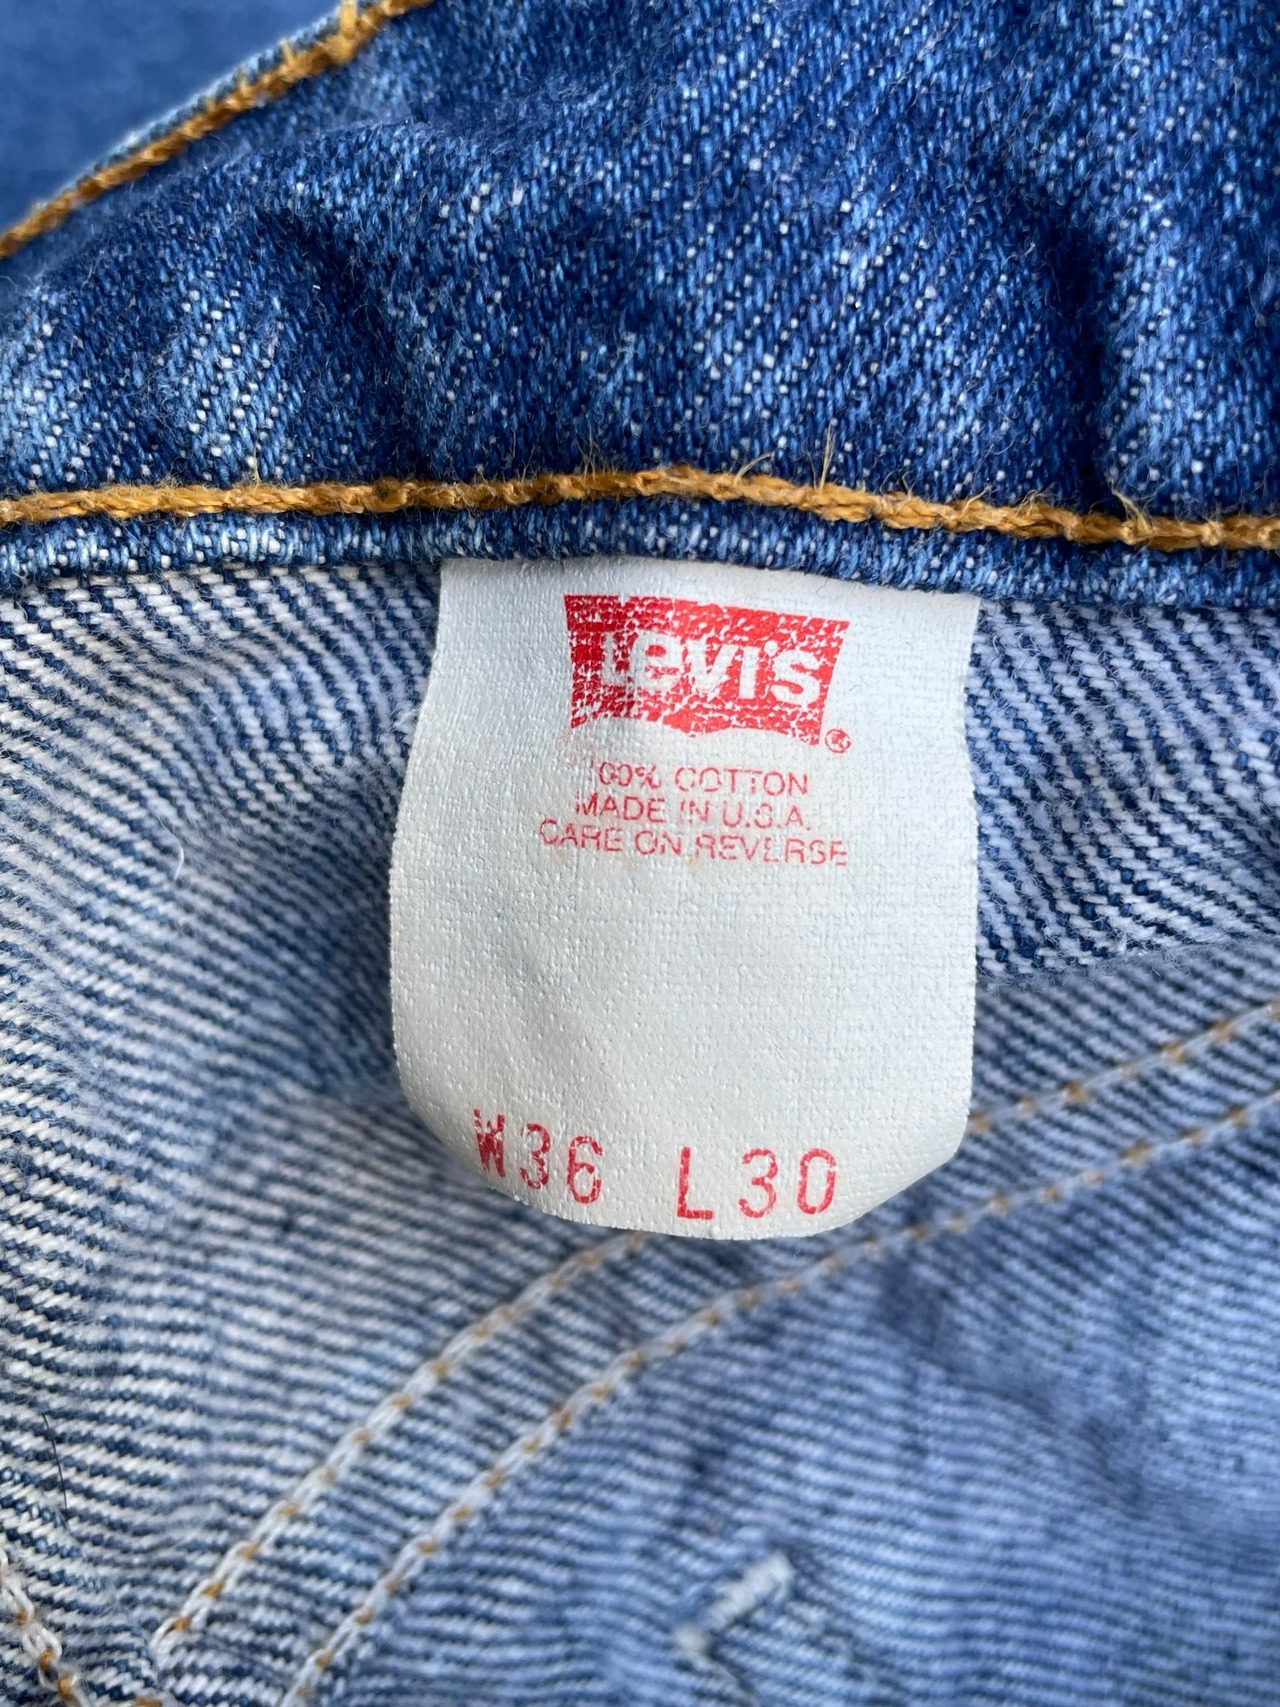 Levi's®
100% COTTON
MADE IN U.S.A.
CARE ON REVERSE
W36 L30